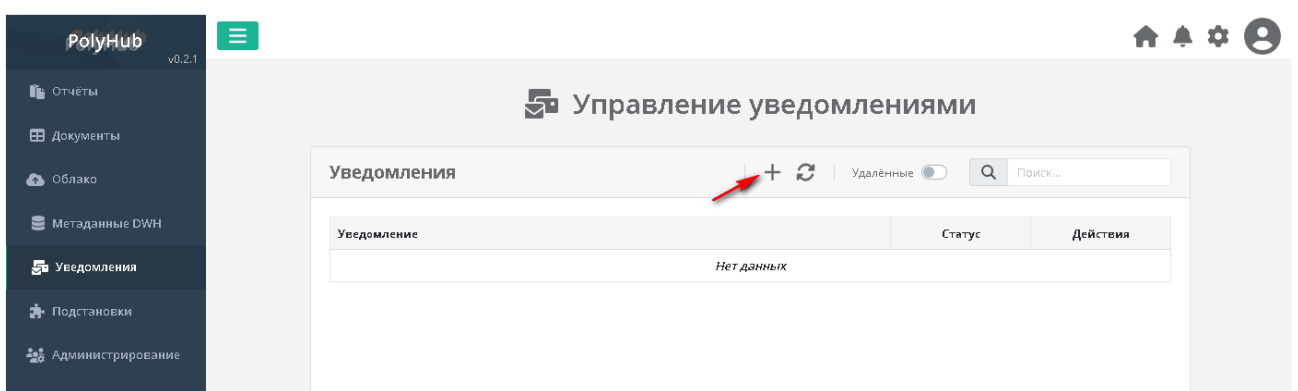 PolyHub
v0.2.1
Отчёты
Документы
Облако
Метаданные DWH
Уведомления
Подстановки
Администрирование
Управление уведомлениями
Уведомления
Удалённые
Поиск...
Уведомление Статус Действия
Нет данных